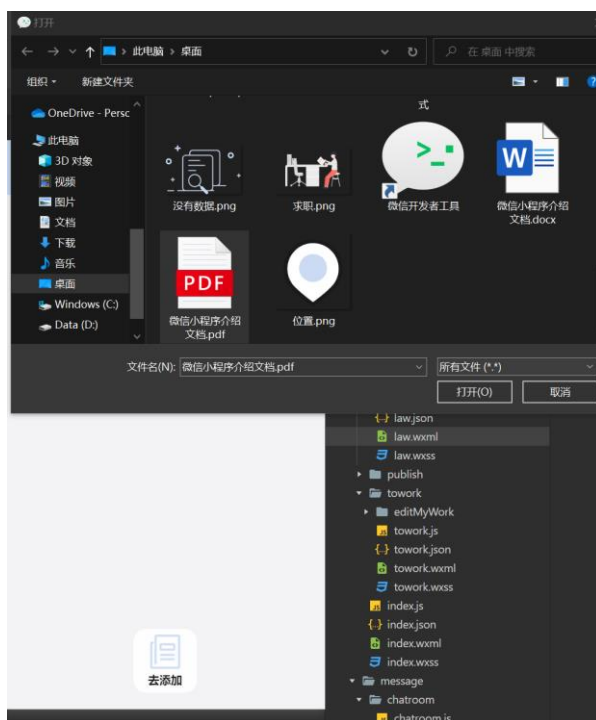 打开
此电脑 › 桌面
在 桌面 中搜索
组织
新建文件夹
OneDrive - Persc
此电脑
3D 对象
视频
图片
文档
下载
音乐
桌面
Windows (C:)
Data (D:)
式
没有数据.png
求职.png
微信开发者工具
W
微信小程序介绍
文档.docx
PDF
微信小程序介绍
文档.pdf
位置.png
文件名(N):
微信小程序介绍文档.pdf
所有文件 (*.*)
打开(O)
取消
law.json
law.wxml
law.wxss
publish
towork
editMyWork
towork.js
towork.json
towork.wxml
towork.wxss
index.js
index.json
index.wxml
index.wxss
message
chatroom
chatroom.js
去添加